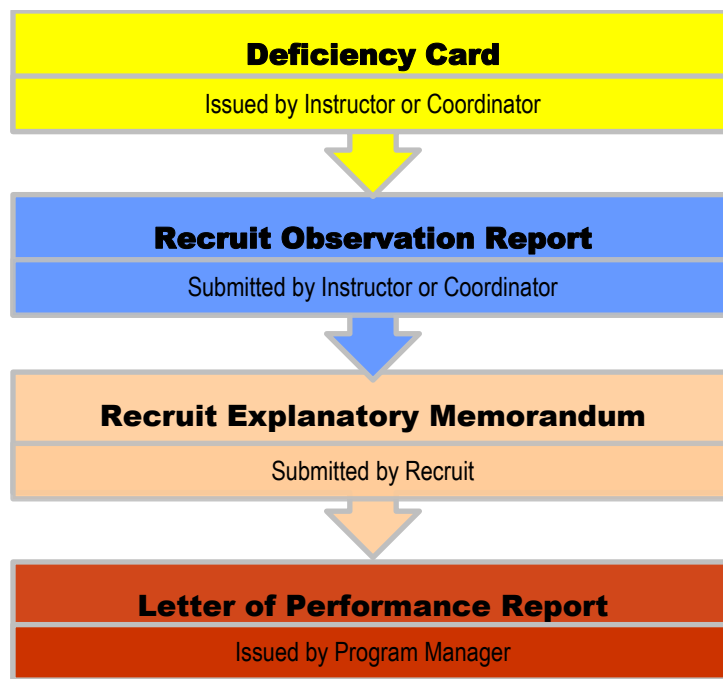 Deficiency Card
Issued by Instructor or Coordinator
Recruit Observation Report
Submitted by Instructor or Coordinator
Recruit Explanatory Memorandum
Submitted by Recruit
Letter of Performance Report
Issued by Program Manager